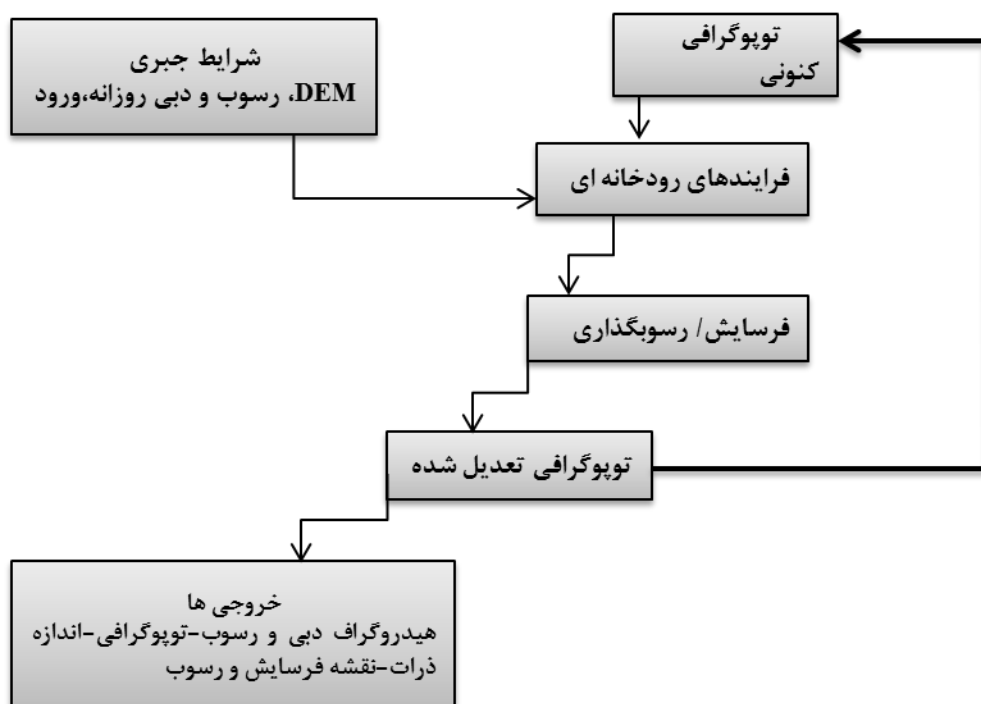 توپوگرافی
کنونی
شرایط جبری
DEM، رسوب و دبی روزانه،ورود
فرایندهای رودخانه ای
فرسایش/ رسوبگذاری
توپوگرافی تعدیل شده
خروجی ها
هیدروگراف دبی و رسوب-توپوگرافی-اندازه
ذرات-نقشه فرسایش و رسوب